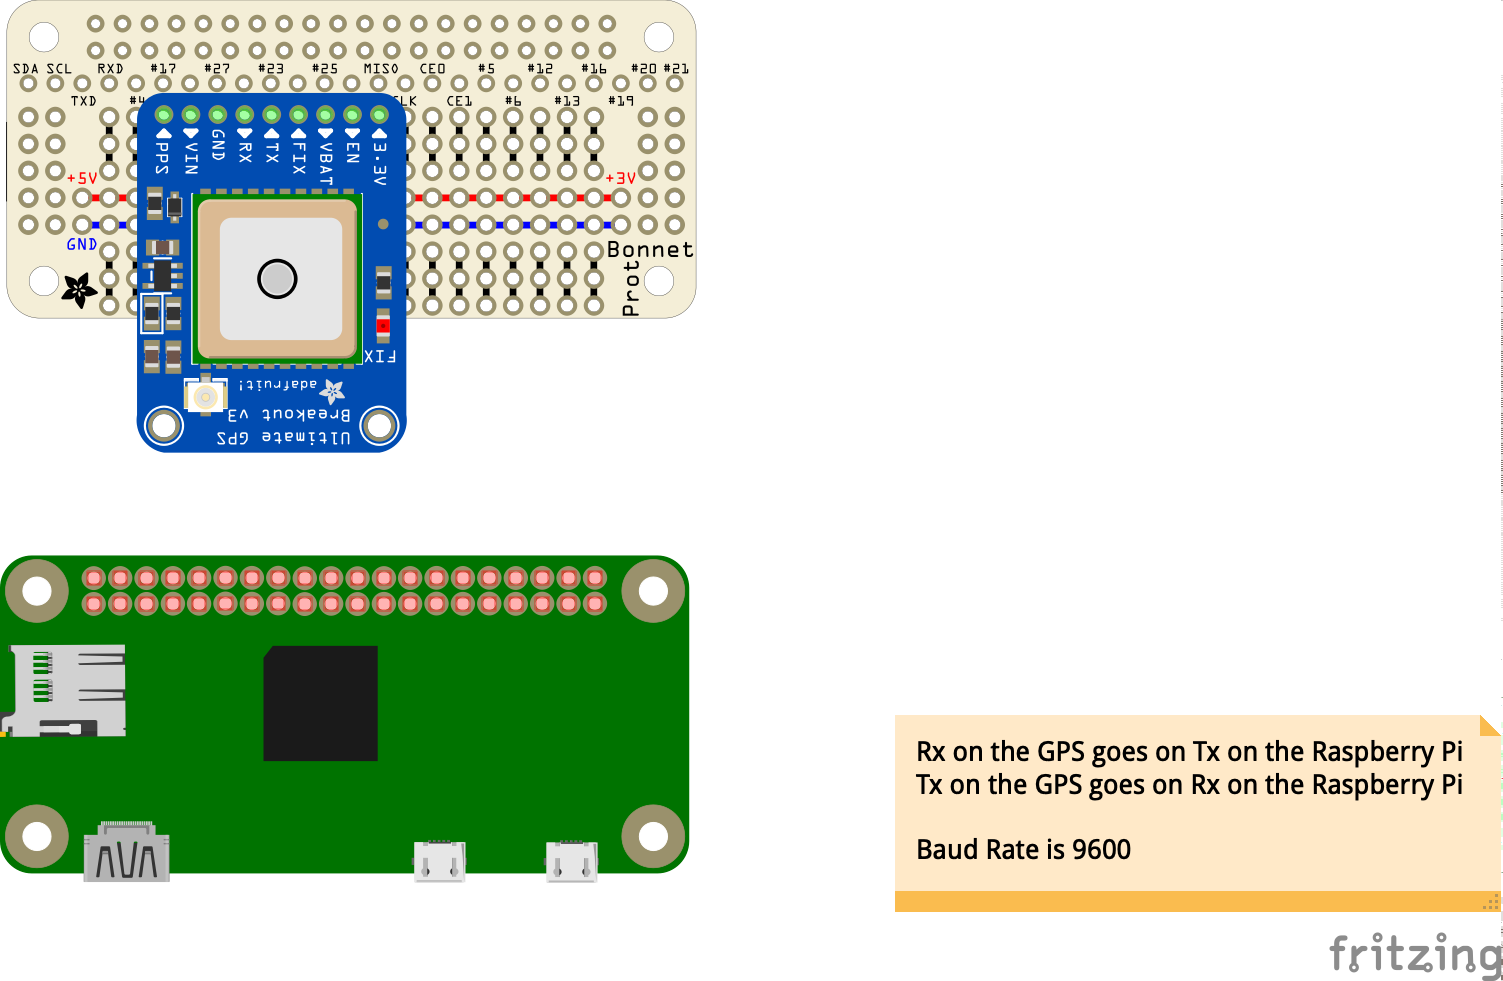 SDA SCL RXD #17 #27 #23 #25 MISO CE0 #5 #12 #16 #20 #21
TXD #4 CLK CE1 #6 #13 #19
PPS VIN GND RX TX FIX VBAT EN 3.3V
+5V +3V
GND
Bonnet
Prot
FIX
adafruit!
Breakout v3
Ultimate GPS
Rx on the GPS goes on Tx on the Raspberry Pi
Tx on the GPS goes on Rx on the Raspberry Pi
Baud Rate is 9600
fritzing